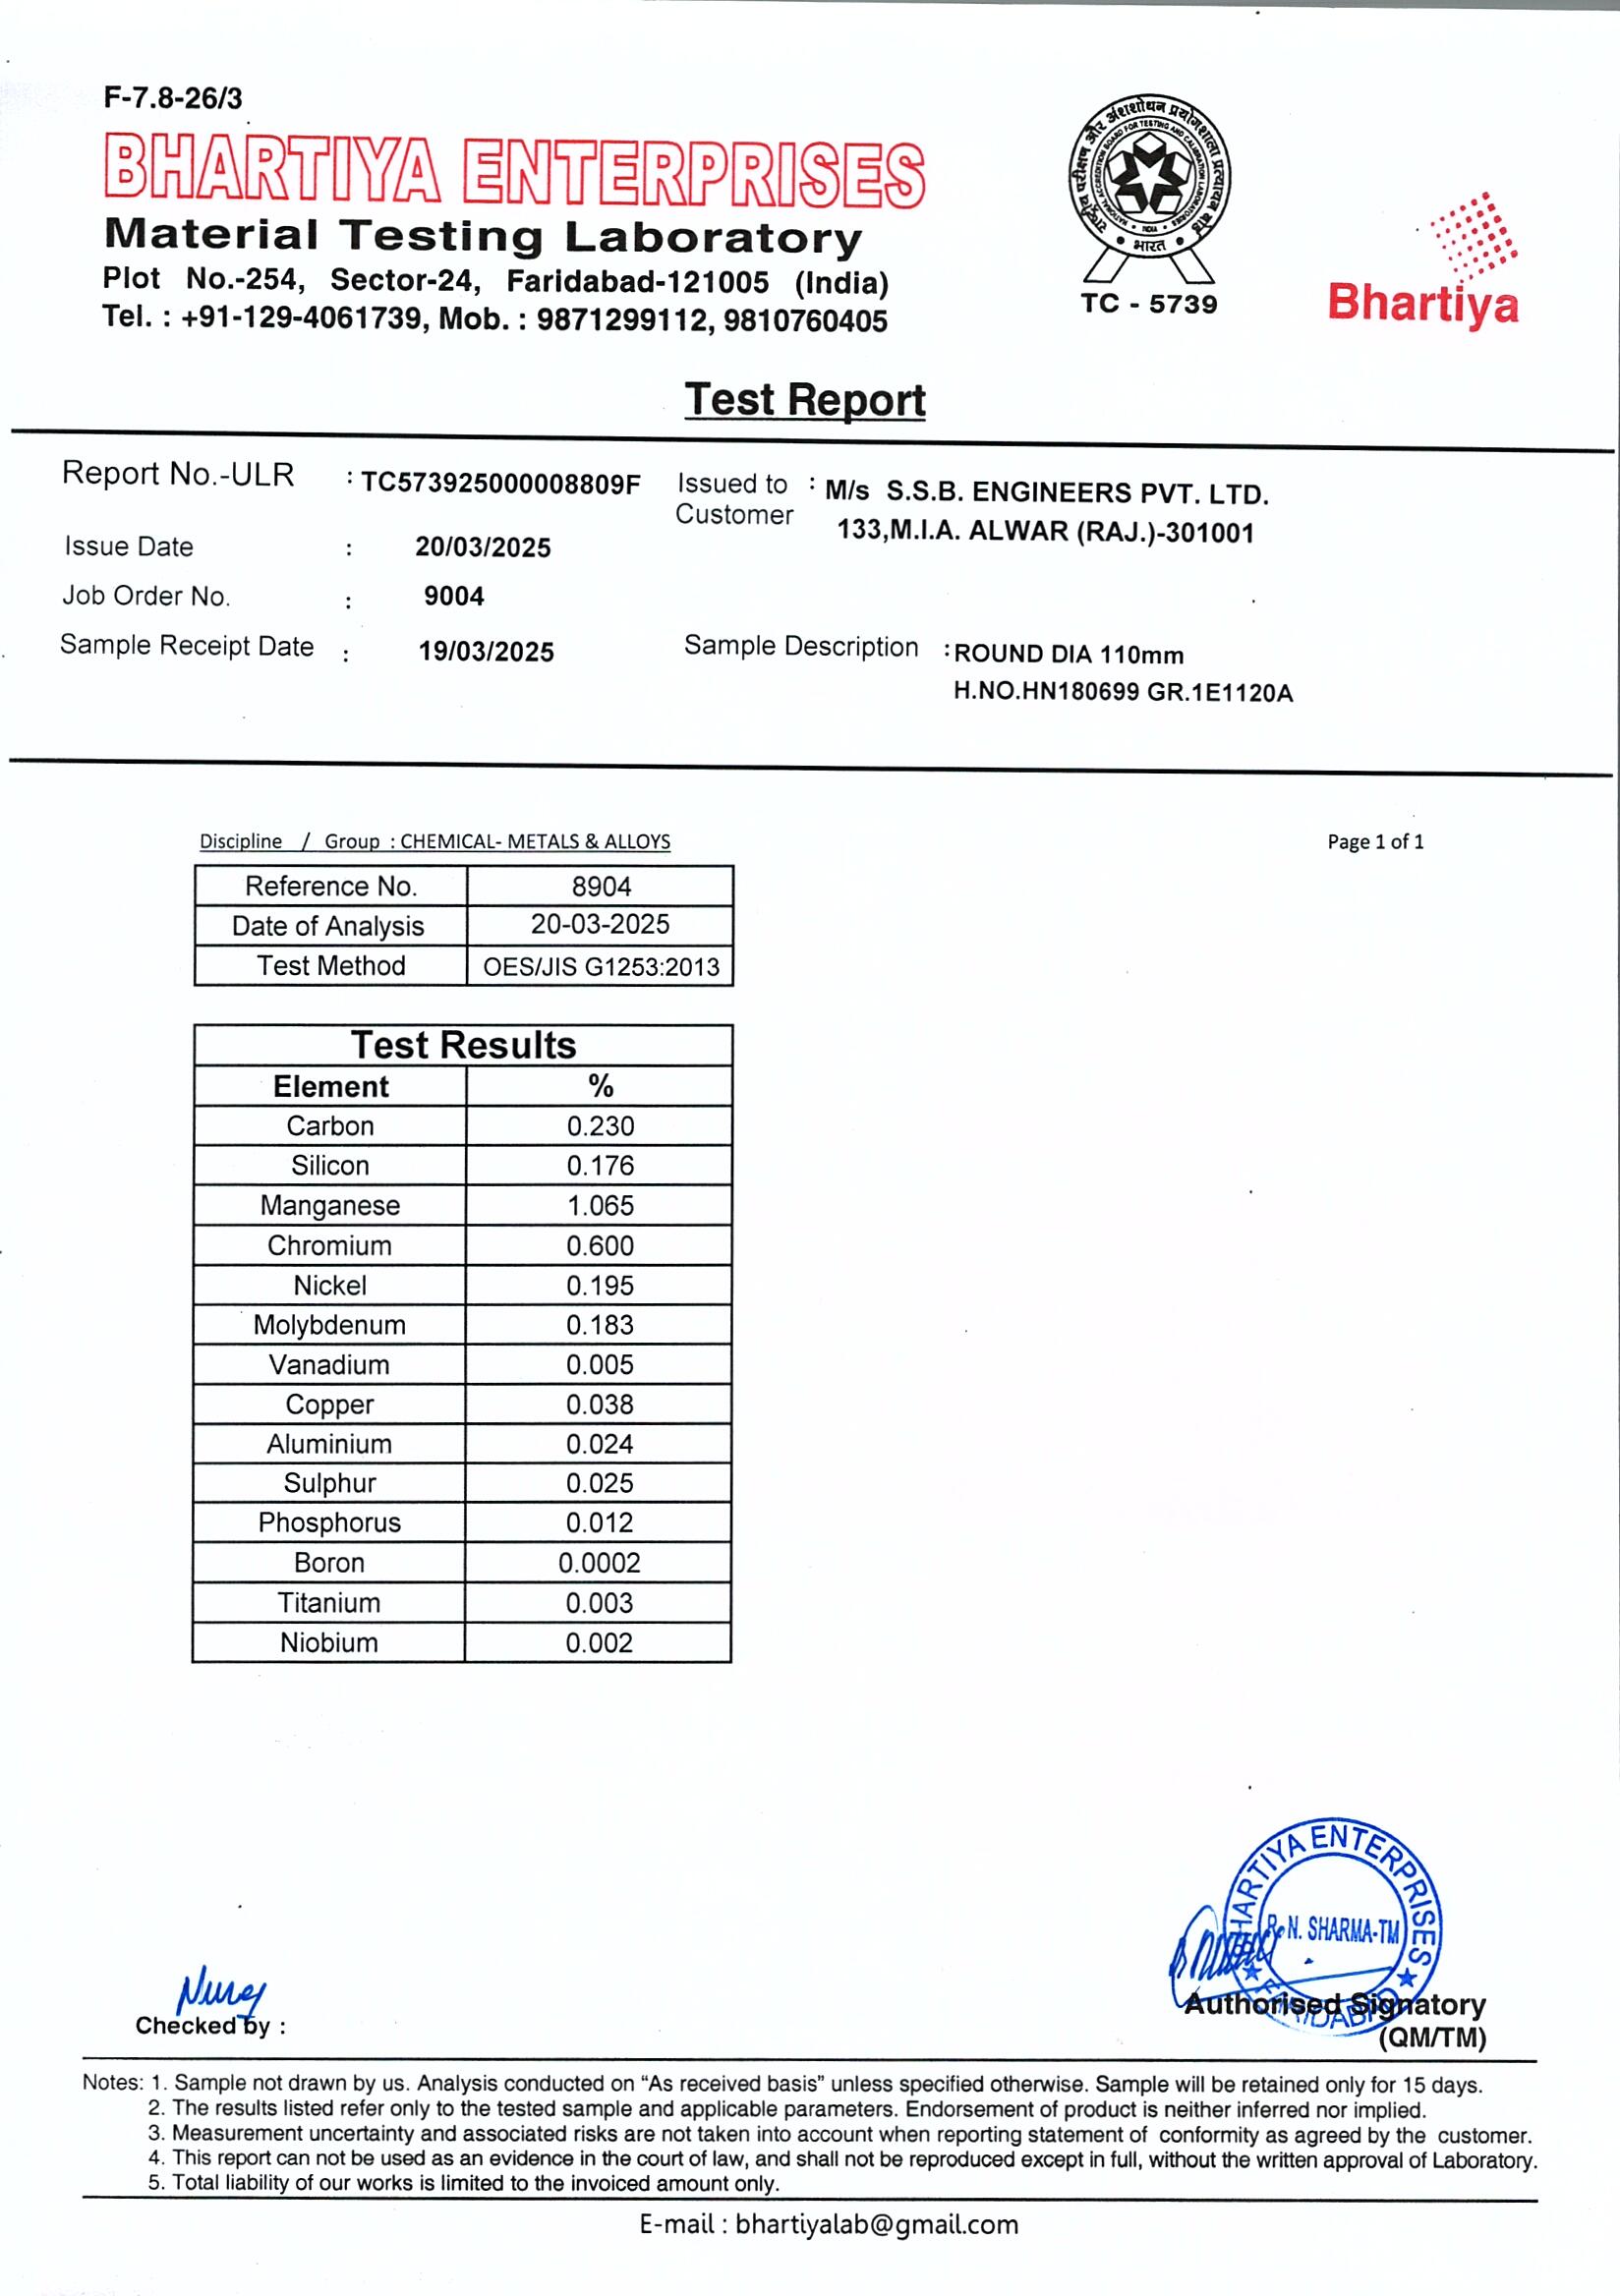 F-7.8-26/3
BHARTIYA ENTERPRISES
Material Testing Laboratory
Plot No.-254, Sector-24, Faridabad-121005 (India)
Tel. : +91-129-4061739, Mob. : 9871299112, 9810760405
राष्ट्रीय परीक्षण और अंशशोधन प्रयोगशाला प्रत्यायन बोर्ड
NATIONAL ACCREDITATION BOARD FOR TESTING AND CALIBRATION LABORATORIES
INDIA
भारत
TC - 5739
Bhartiya
Test Report
Report No.-ULR : TC573925000008809F
Issued to Customer : M/s S.S.B. ENGINEERS PVT. LTD.
133,M.I.A. ALWAR (RAJ.)-301001
Issue Date : 20/03/2025
Job Order No. : 9004
Sample Receipt Date : 19/03/2025
Sample Description : ROUND DIA 110mm
H.NO.HN180699 GR.1E1120A
Discipline / Group : CHEMICAL- METALS & ALLOYS
Page 1 of 1
Reference No. 8904
Date of Analysis 20-03-2025
Test Method OES/JIS G1253:2013
Test Results
Element %
Carbon 0.230
Silicon 0.176
Manganese 1.065
Chromium 0.600
Nickel 0.195
Molybdenum 0.183
Vanadium 0.005
Copper 0.038
Aluminium 0.024
Sulphur 0.025
Phosphorus 0.012
Boron 0.0002
Titanium 0.003
Niobium 0.002
BHARTIYA ENTERPRISES
R. N. SHARMA-TM
FARIDABAD
Checked by :
Authorised Signatory
(QM/TM)
Notes: 1. Sample not drawn by us. Analysis conducted on “As received basis” unless specified otherwise. Sample will be retained only for 15 days.
2. The results listed refer only to the tested sample and applicable parameters. Endorsement of product is neither inferred nor implied.
3. Measurement uncertainty and associated risks are not taken into account when reporting statement of conformity as agreed by the customer.
4. This report can not be used as an evidence in the court of law, and shall not be reproduced except in full, without the written approval of Laboratory.
5. Total liability of our works is limited to the invoiced amount only.
E-mail : bhartiyalab@gmail.com